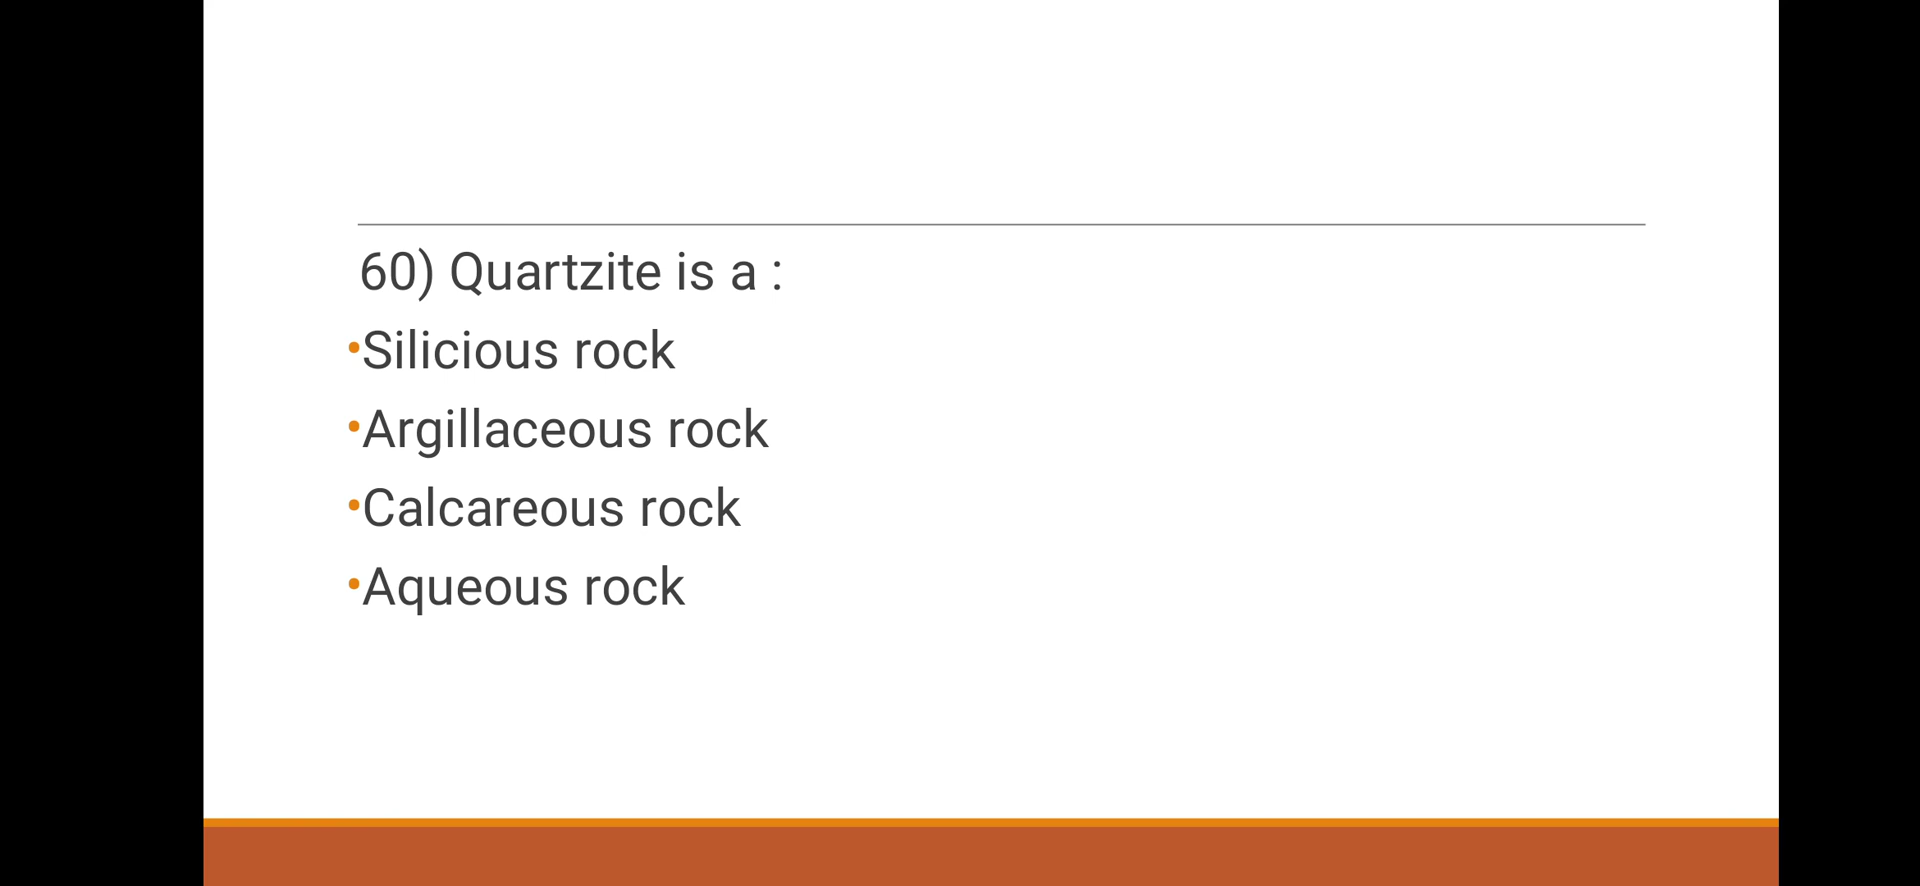 60) Quartzite is a :
•Silicious rock
•Argillaceous rock
•Calcareous rock
•Aqueous rock